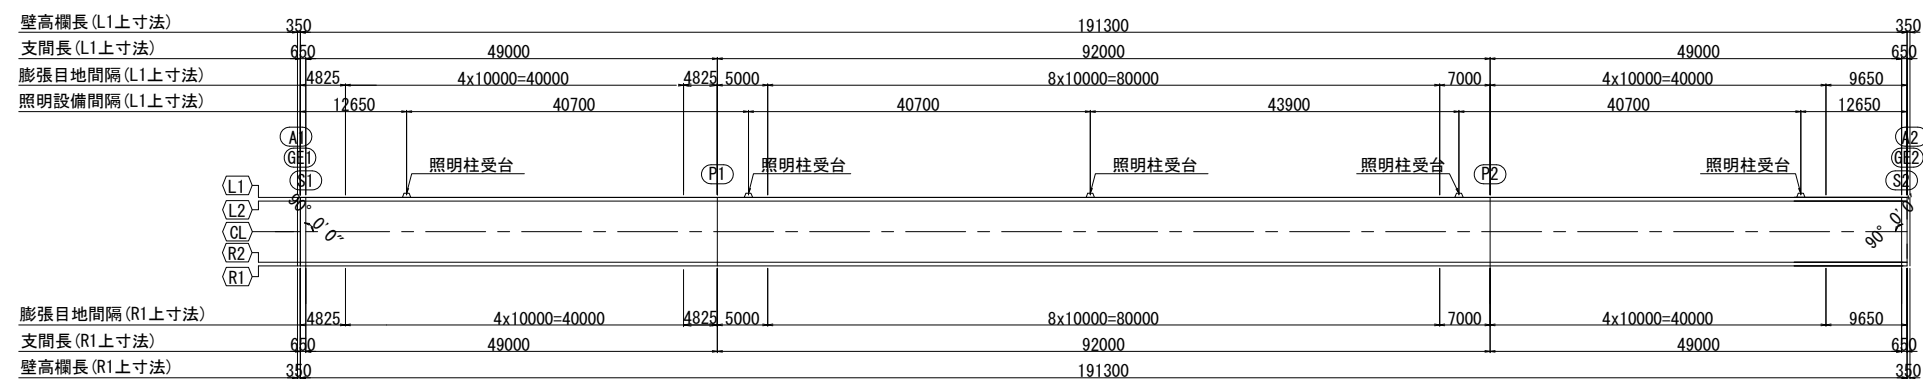 壁高欄長(L1上寸法) 350 191300 350
支間長(L1上寸法) 650 49000 92000 49000 650
膨張目地間隔(L1上寸法) 4825 4x10000=40000 4825 5000 8x10000=80000 7000 4x10000=40000 9650
照明設備間隔(L1上寸法) 12650 40700 40700 43900 40700 12650
A1 A2
GE1 GE2
照明柱受台 照明柱受台 照明柱受台 照明柱受台 照明柱受台
S1 P1 P2 S2
L1
L2
90° 0' 0" 90° 0' 0"
CL
R2
R1
膨張目地間隔(R1上寸法) 4825 4x10000=40000 4825 5000 8x10000=80000 7000 4x10000=40000 9650
支間長(R1上寸法) 650 49000 92000 49000 650
壁高欄長(R1上寸法) 350 191300 350